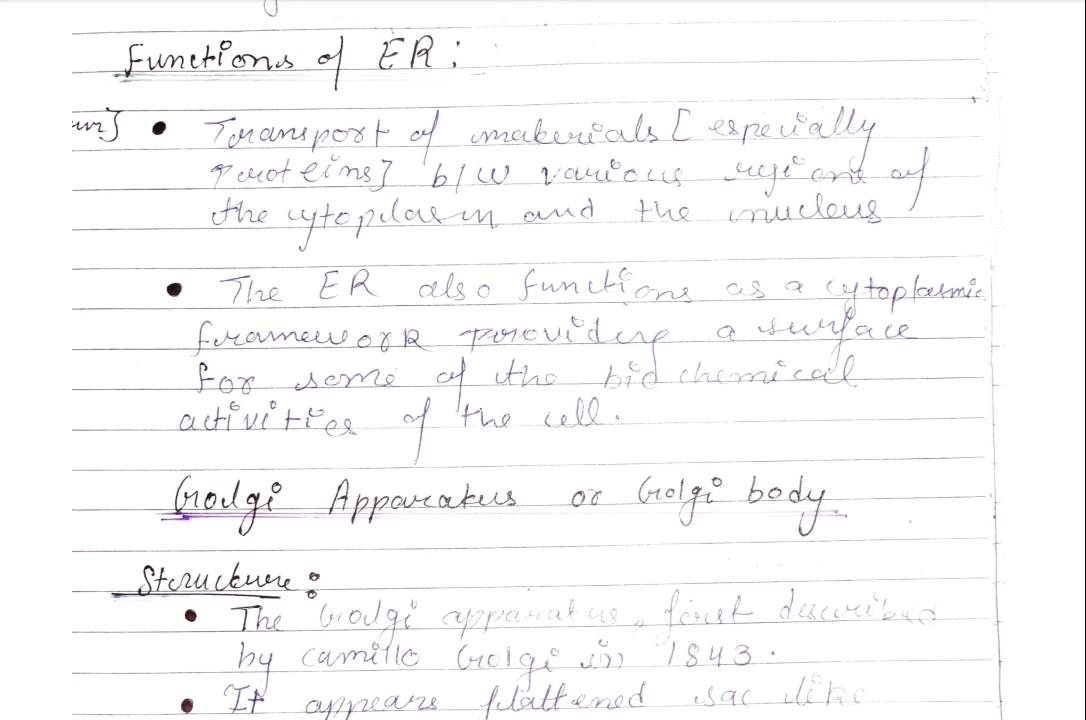 Functions of ER:
• Transport of materials [especially
proteins] b/w various regions of
the cytoplasm and the nucleus
• The ER also functions as a cytoplasmic
framework providing a surface
for some of the biochemical
activities of the cell.
Golgi Apparatus or Golgi body.
Structure:
• The Golgi apparatus, first described
by camillo Golgi in 1843.
• It appears flattened sac like